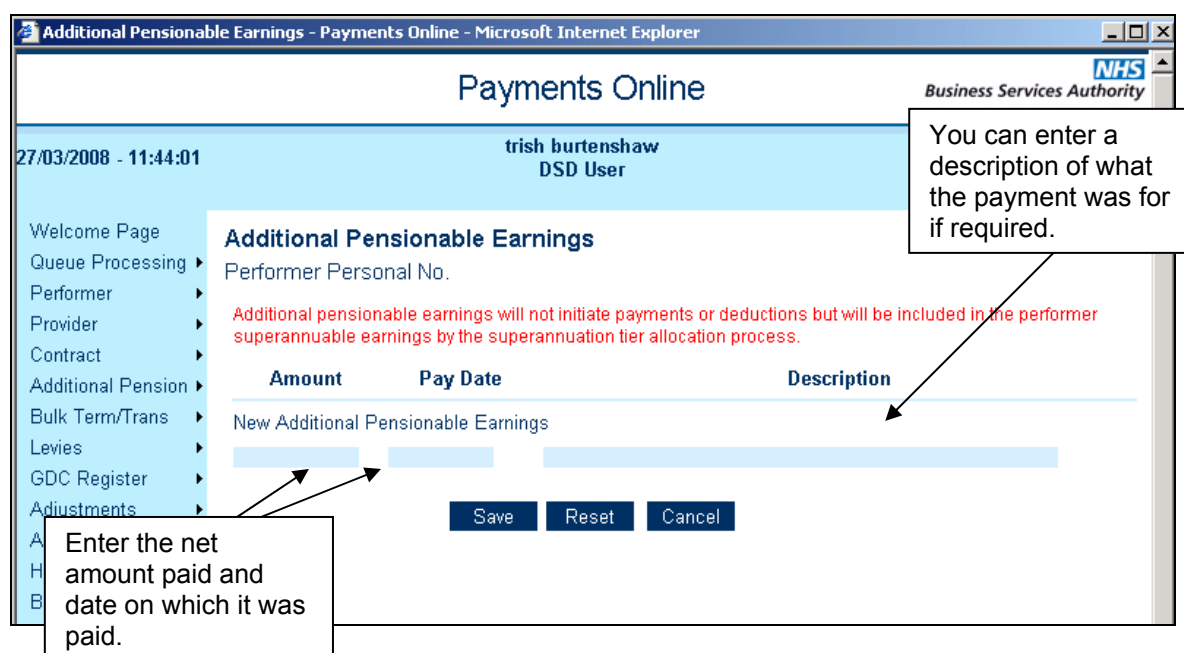 Additional Pensionable Earnings - Payments Online - Microsoft Internet Explorer
Payments Online
NHS
Business Services Authority
27/03/2008 - 11:44:01
trish burtenshaw
DSD User
You can enter a
description of what
the payment was for
if required.
Welcome Page
Queue Processing
Performer
Provider
Contract
Additional Pension
Bulk Term/Trans
Levies
GDC Register
Adjustments
A
H
B
Additional Pensionable Earnings
Performer Personal No.
Additional pensionable earnings will not initiate payments or deductions but will be included in the performer
superannuable earnings by the superannuation tier allocation process.
Amount Pay Date Description
New Additional Pensionable Earnings
Save Reset Cancel
Enter the net
amount paid and
date on which it was
paid.